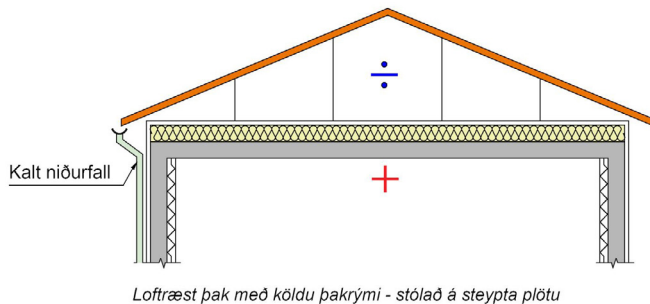 Kalt niðurfall
Loftræst þak með köldu þakrými - stólað á steypta plötu